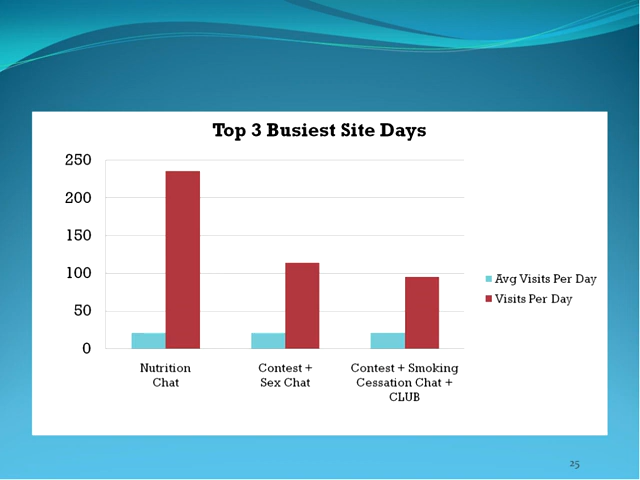 Top 3 Busiest Site Days
250
200
150
100
50
0
Nutrition
Chat
Contest +
Sex Chat
Contest + Smoking
Cessation Chat +
CLUB
Avg Visits Per Day
Visits Per Day
25